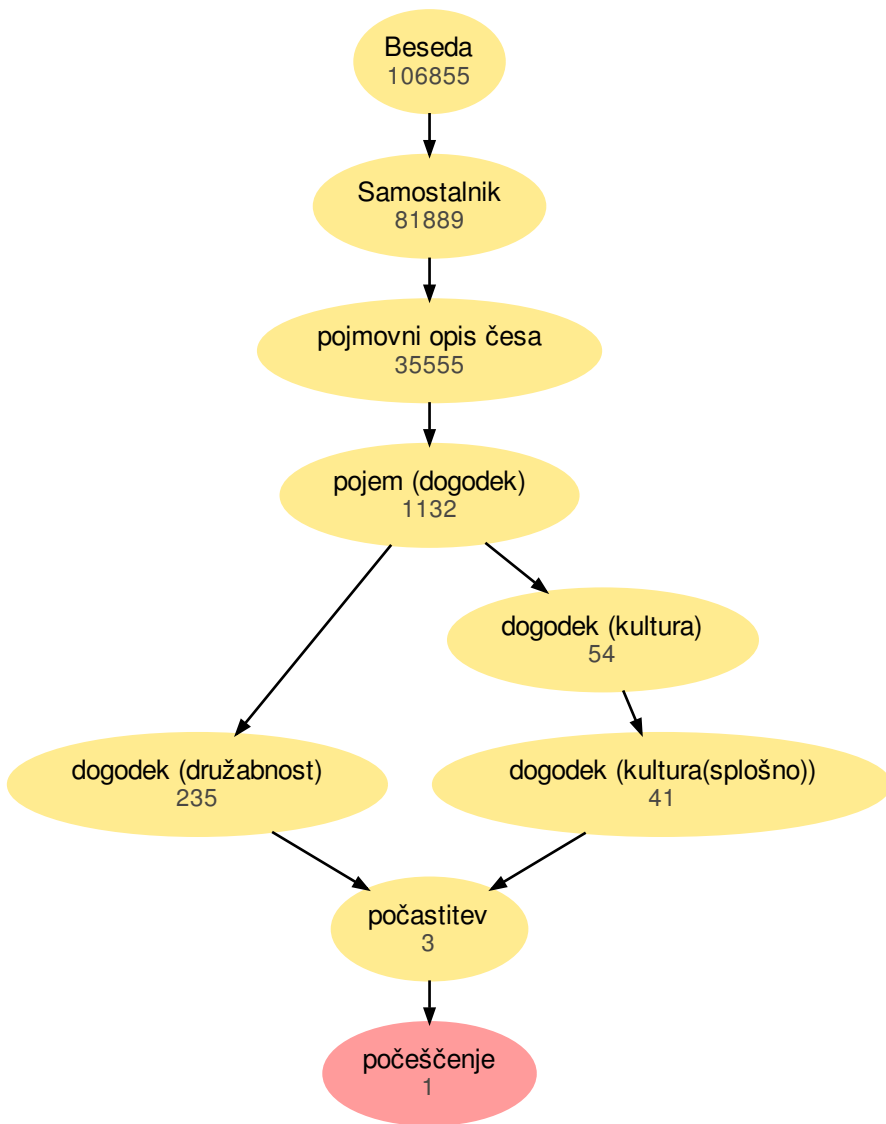 Beseda
106855
Samostalnik
81889
pojmovni opis česa
35555
pojem (dogodek)
1132
dogodek (kultura)
54
dogodek (družabnost)
235
dogodek (kultura(splošno))
41
počastitev
3
počeščenje
1